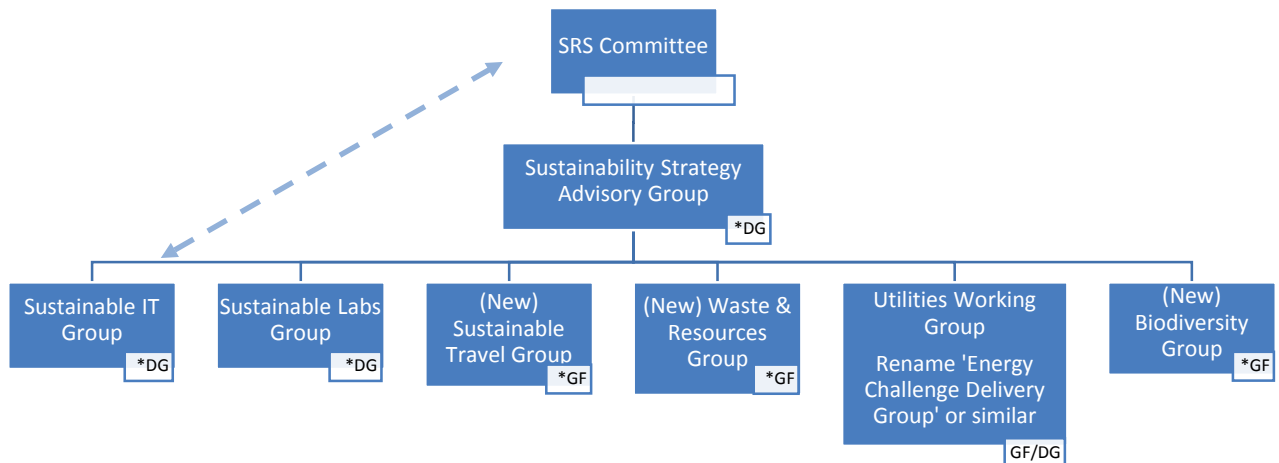 SRS Committee
Sustainability Strategy
Advisory Group
*DG
Sustainable IT
Group
*DG
Sustainable Labs
Group
*DG
(New)
Sustainable
Travel Group
*GF
(New) Waste &
Resources
Group
*GF
Utilities Working
Group
Rename 'Energy
Challenge Delivery
Group' or similar
GF/DG
(New)
Biodiversity
Group
*GF